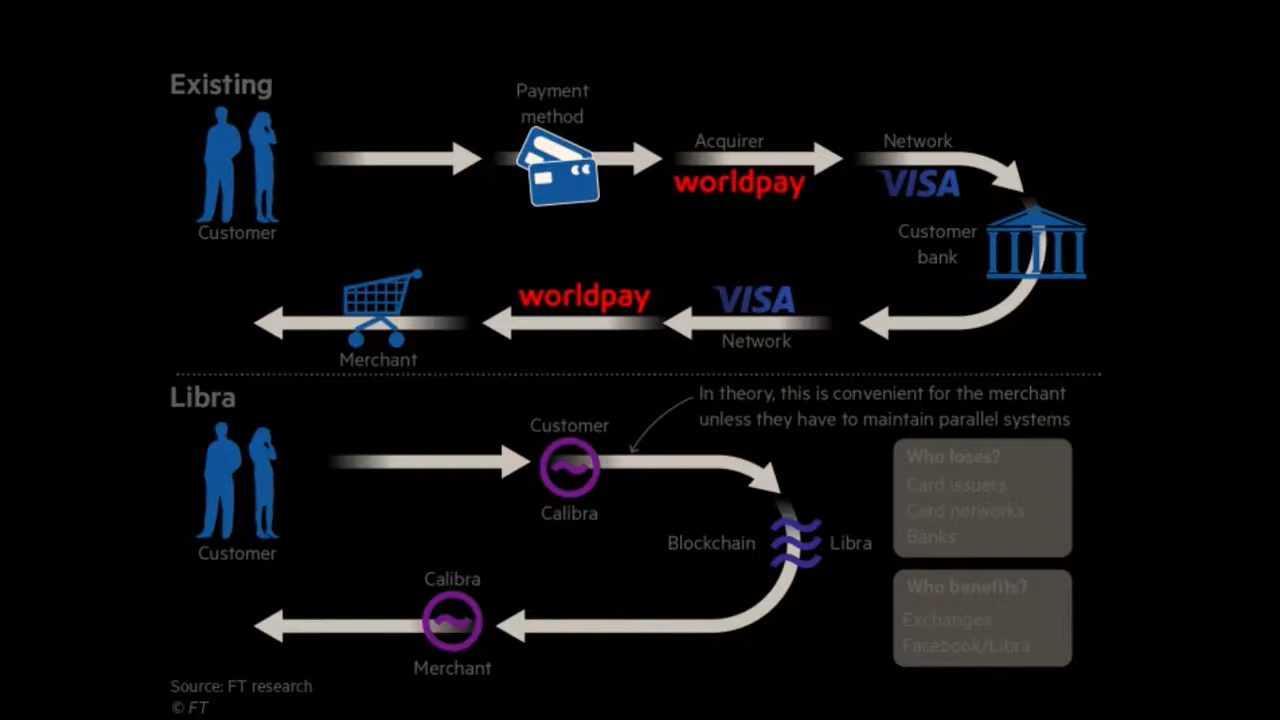 Existing
Payment
method
Acquirer
Network
worldpay
VISA
Customer
Customer
bank
worldpay
VISA
Network
Merchant
Libra
In theory, this is convenient for the merchant
unless they have to maintain parallel systems
Customer
Calibra
Customer
Who loses?
Card issuers
Card networks
Banks
Blockchain
Libra
Calibra
Merchant
Who benefits?
Exchanges
Facebook/Libra
Source: FT research
© FT